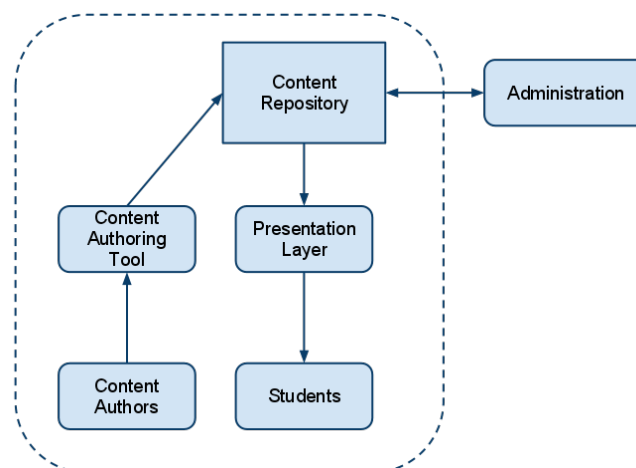 Content
Repository
Administration
Content
Authoring
Tool
Presentation
Layer
Content
Authors
Students